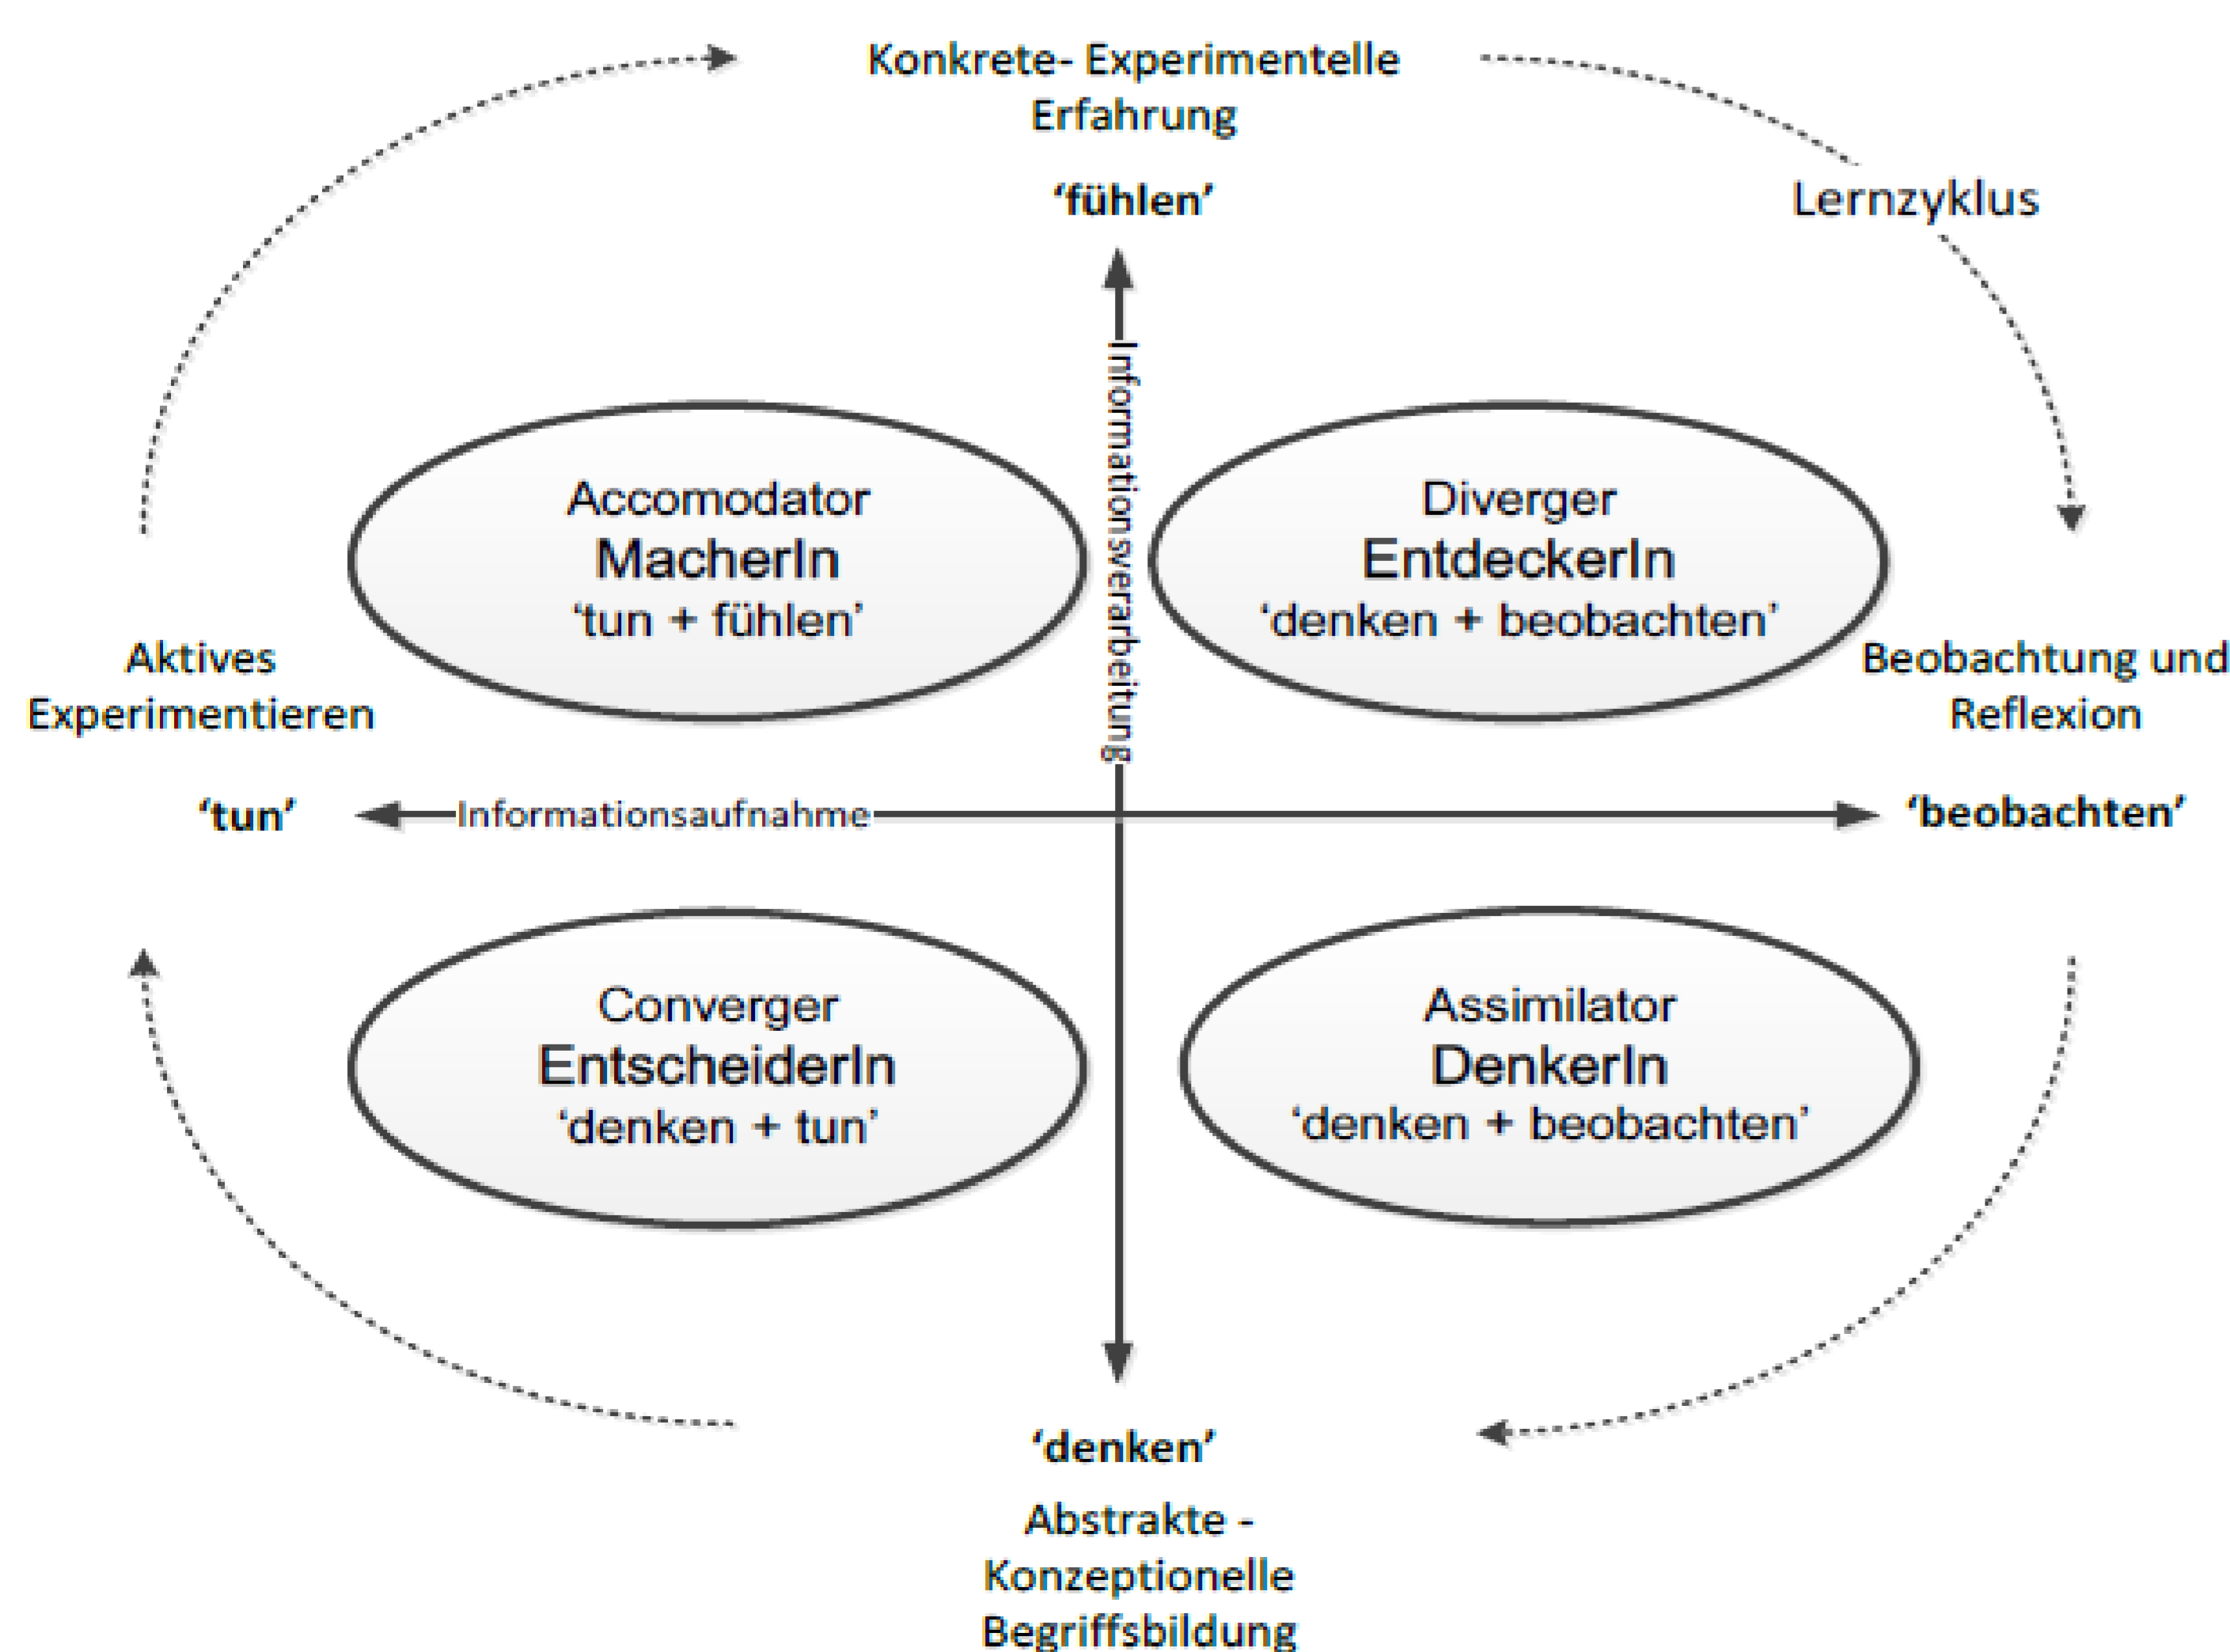 Konkrete- Experimentelle
Erfahrung
‘fühlen’
Lernzyklus
Informationsverarbeitung
Accomodator
MacherIn
‘tun + fühlen’
Diverger
EntdeckerIn
‘denken + beobachten’
Aktives
Experimentieren
‘tun’
Informationsaufnahme
Beobachtung und
Reflexion
‘beobachten’
Converger
EntscheiderIn
‘denken + tun’
Assimilator
DenkerIn
‘denken + beobachten’
‘denken’
Abstrakte -
Konzeptionelle
Begriffsbildung